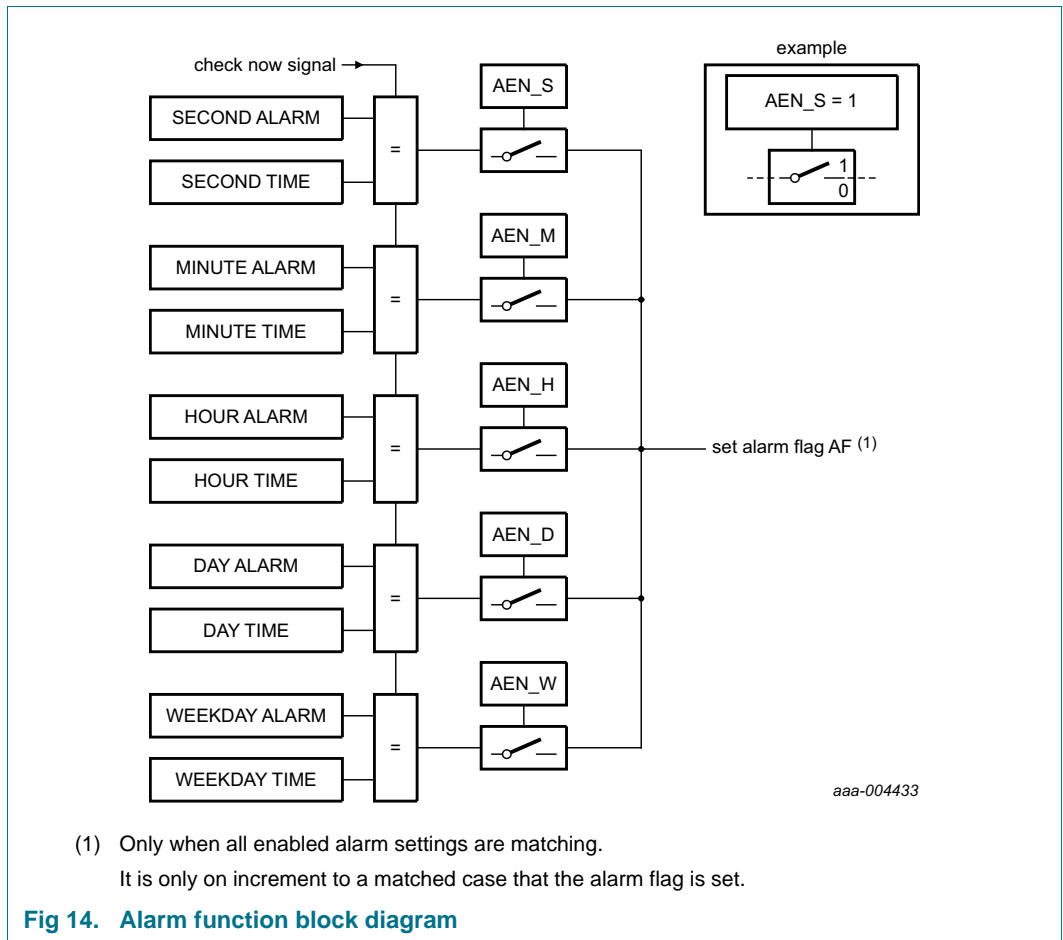 example
check now signal
AEN_S
AEN_S = 1
SECOND ALARM
=
1
SECOND TIME
0
AEN_M
MINUTE ALARM
=
MINUTE TIME
AEN_H
HOUR ALARM
=
set alarm flag AF (1)
HOUR TIME
AEN_D
DAY ALARM
=
DAY TIME
AEN_W
WEEKDAY ALARM
=
WEEKDAY TIME
aaa-004433
(1) Only when all enabled alarm settings are matching.
It is only on increment to a matched case that the alarm flag is set.
Fig 14. Alarm function block diagram